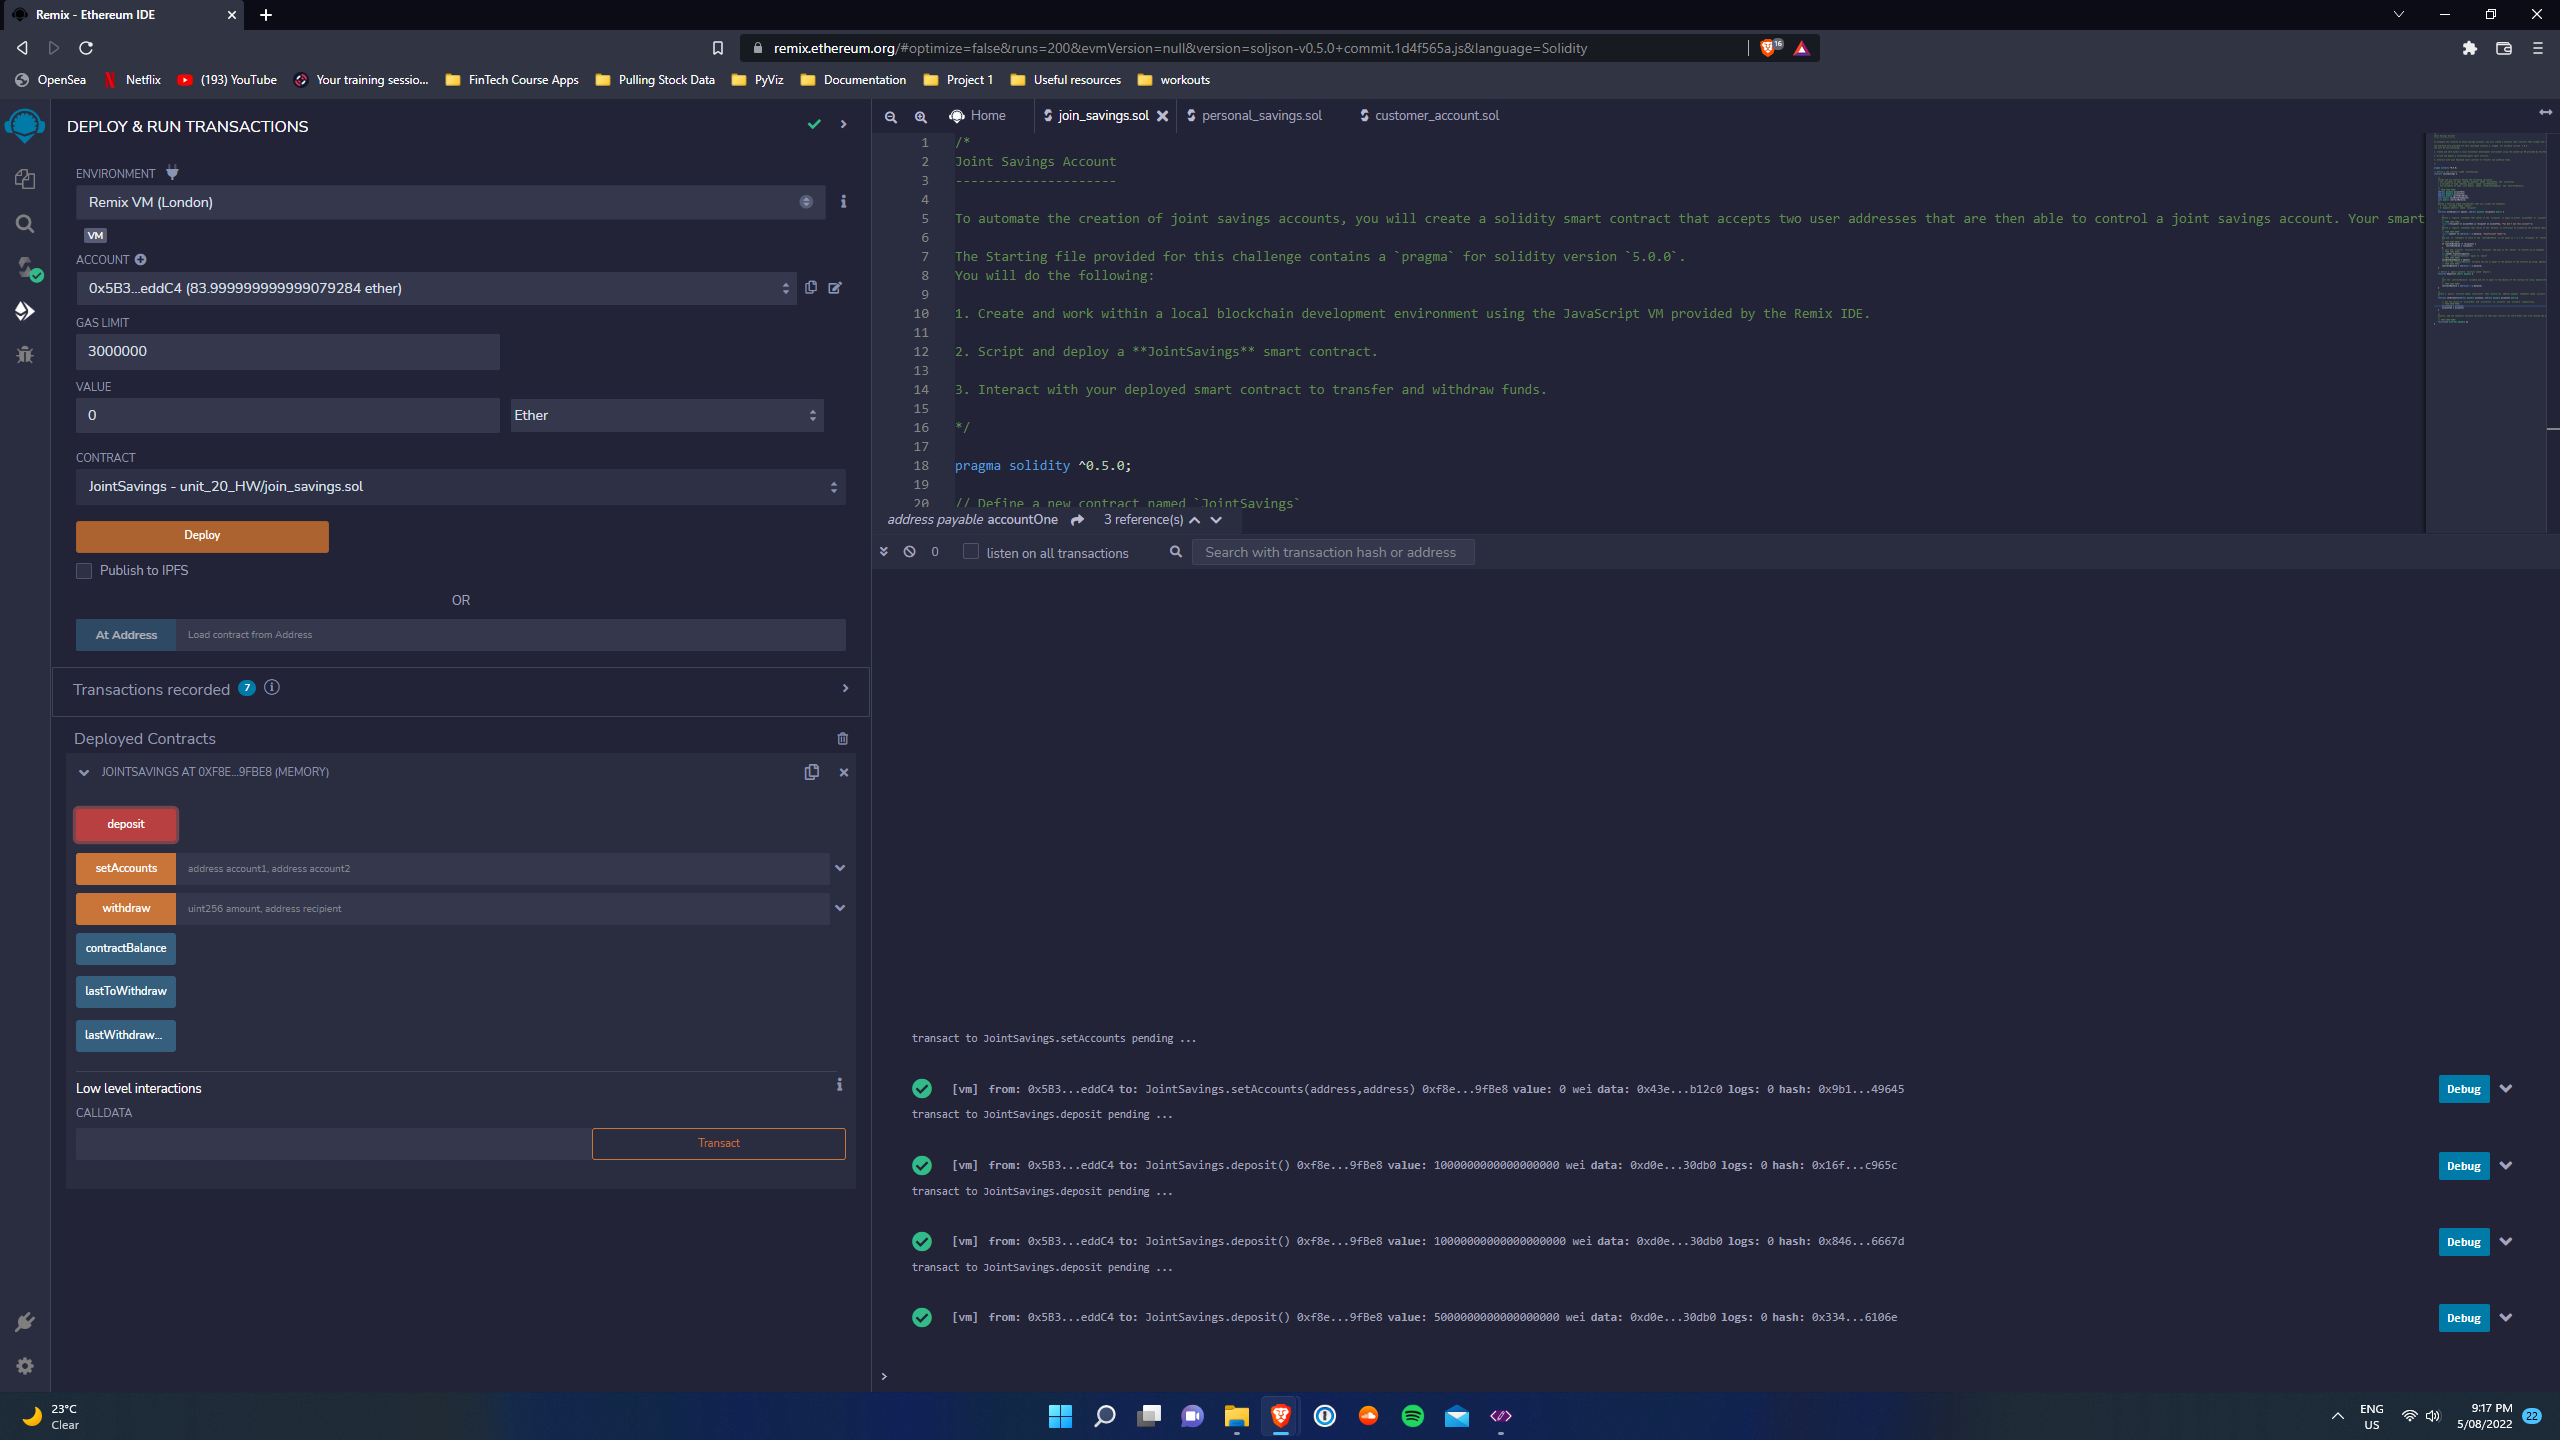 Remix - Ethereum IDE
remix.ethereum.org/#optimize=false&runs=200&evmVersion=null&version=soljson-v0.5.0+commit.1d4f565a.js&language=Solidity
16
OpenSea Netflix (193) YouTube Your training sessio... FinTech Course Apps Pulling Stock Data PyViz Documentation Project 1 Useful resources workouts
DEPLOY & RUN TRANSACTIONS
ENVIRONMENT
Remix VM (London)
VM
ACCOUNT
0x5B3...eddC4 (83.999999999999079284 ether)
GAS LIMIT
3000000
VALUE
0 Ether
CONTRACT
JointSavings - unit_20_HW/join_savings.sol
Deploy
Publish to IPFS
OR
At Address Load contract from Address
Transactions recorded 7
Deployed Contracts
JOINTSAVINGS AT 0XF8E...9FBE8 (MEMORY)
deposit
setAccounts address account1, address account2
withdraw uint256 amount, address recipient
contractBalance
lastToWithdraw
lastWithdraw...
Low level interactions
CALLDATA
Transact
Home join_savings.sol personal_savings.sol customer_account.sol
1 /*
2 Joint Savings Account
3 ---------------------
4
5 To automate the creation of joint savings accounts, you will create a solidity smart contract that accepts two user addresses that are then able to control a joint savings account. Your smart
6
7 The Starting file provided for this challenge contains a `pragma` for solidity version `5.0.0`.
8 You will do the following:
9
10 1. Create and work within a local blockchain development environment using the JavaScript VM provided by the Remix IDE.
11
12 2. Script and deploy a **JointSavings** smart contract.
13
14 3. Interact with your deployed smart contract to transfer and withdraw funds.
15
16 */
17
18 pragma solidity ^0.5.0;
19
20 // Define a new contract named `JointSavings`
address payable accountOne 3 reference(s)
0 listen on all transactions Search with transaction hash or address
transact to JointSavings.setAccounts pending ...
[vm] from: 0x5B3...eddC4 to: JointSavings.setAccounts(address,address) 0xf8e...9fBe8 value: 0 wei data: 0x43e...b12c0 logs: 0 hash: 0x9b1...49645 Debug
transact to JointSavings.deposit pending ...
[vm] from: 0x5B3...eddC4 to: JointSavings.deposit() 0xf8e...9fBe8 value: 1000000000000000000 wei data: 0xd0e...30db0 logs: 0 hash: 0x16f...c965c Debug
transact to JointSavings.deposit pending ...
[vm] from: 0x5B3...eddC4 to: JointSavings.deposit() 0xf8e...9fBe8 value: 10000000000000000000 wei data: 0xd0e...30db0 logs: 0 hash: 0x846...6667d Debug
transact to JointSavings.deposit pending ...
[vm] from: 0x5B3...eddC4 to: JointSavings.deposit() 0xf8e...9fBe8 value: 5000000000000000000 wei data: 0xd0e...30db0 logs: 0 hash: 0x334...6106e Debug
>
23°C
Clear
ENG
US
9:17 PM
5/08/2022
22